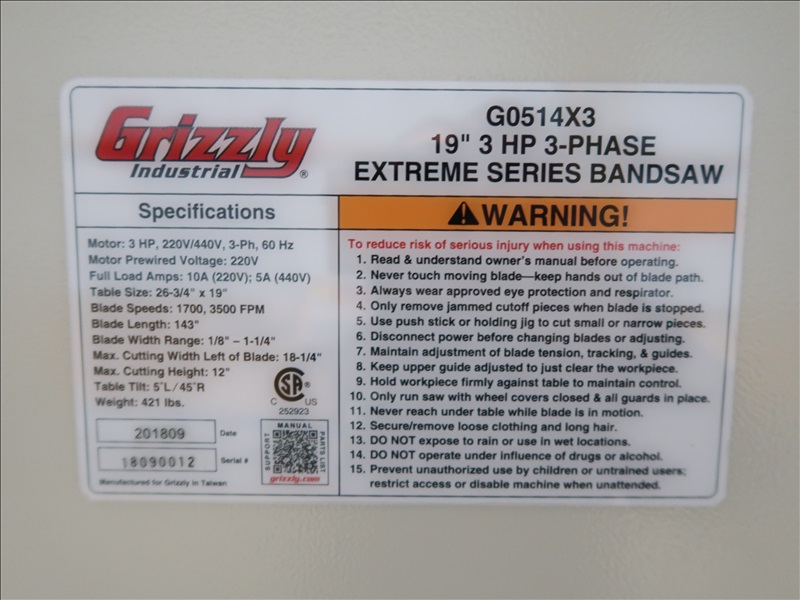 Grizzly
Industrial®
G0514X3
19" 3 HP 3-PHASE
EXTREME SERIES BANDSAW
Specifications
Motor: 3 HP, 220V/440V, 3-Ph, 60 Hz
Motor Prewired Voltage: 220V
Full Load Amps: 10A (220V); 5A (440V)
Table Size: 26-3/4" x 19"
Blade Speeds: 1700, 3500 FPM
Blade Length: 143"
Blade Width Range: 1/8" – 1-1/4"
Max. Cutting Width Left of Blade: 18-1/4"
Max. Cutting Height: 12"
Table Tilt: 5°L/45°R
Weight: 421 lbs.
CSA
®
C US
252923
201809 Date
18090012 Serial #
Manufactured for Grizzly in Taiwan
MANUAL
SUPPORT
PARTS LIST
grizzly.com
WARNING!
To reduce risk of serious injury when using this machine:
1. Read & understand owner's manual before operating.
2. Never touch moving blade—keep hands out of blade path.
3. Always wear approved eye protection and respirator.
4. Only remove jammed cutoff pieces when blade is stopped.
5. Use push stick or holding jig to cut small or narrow pieces.
6. Disconnect power before changing blades or adjusting.
7. Maintain adjustment of blade tension, tracking, & guides.
8. Keep upper guide adjusted to just clear the workpiece.
9. Hold workpiece firmly against table to maintain control.
10. Only run saw with wheel covers closed & all guards in place.
11. Never reach under table while blade is in motion.
12. Secure/remove loose clothing and long hair.
13. DO NOT expose to rain or use in wet locations.
14. DO NOT operate under influence of drugs or alcohol.
15. Prevent unauthorized use by children or untrained users;
restrict access or disable machine when unattended.